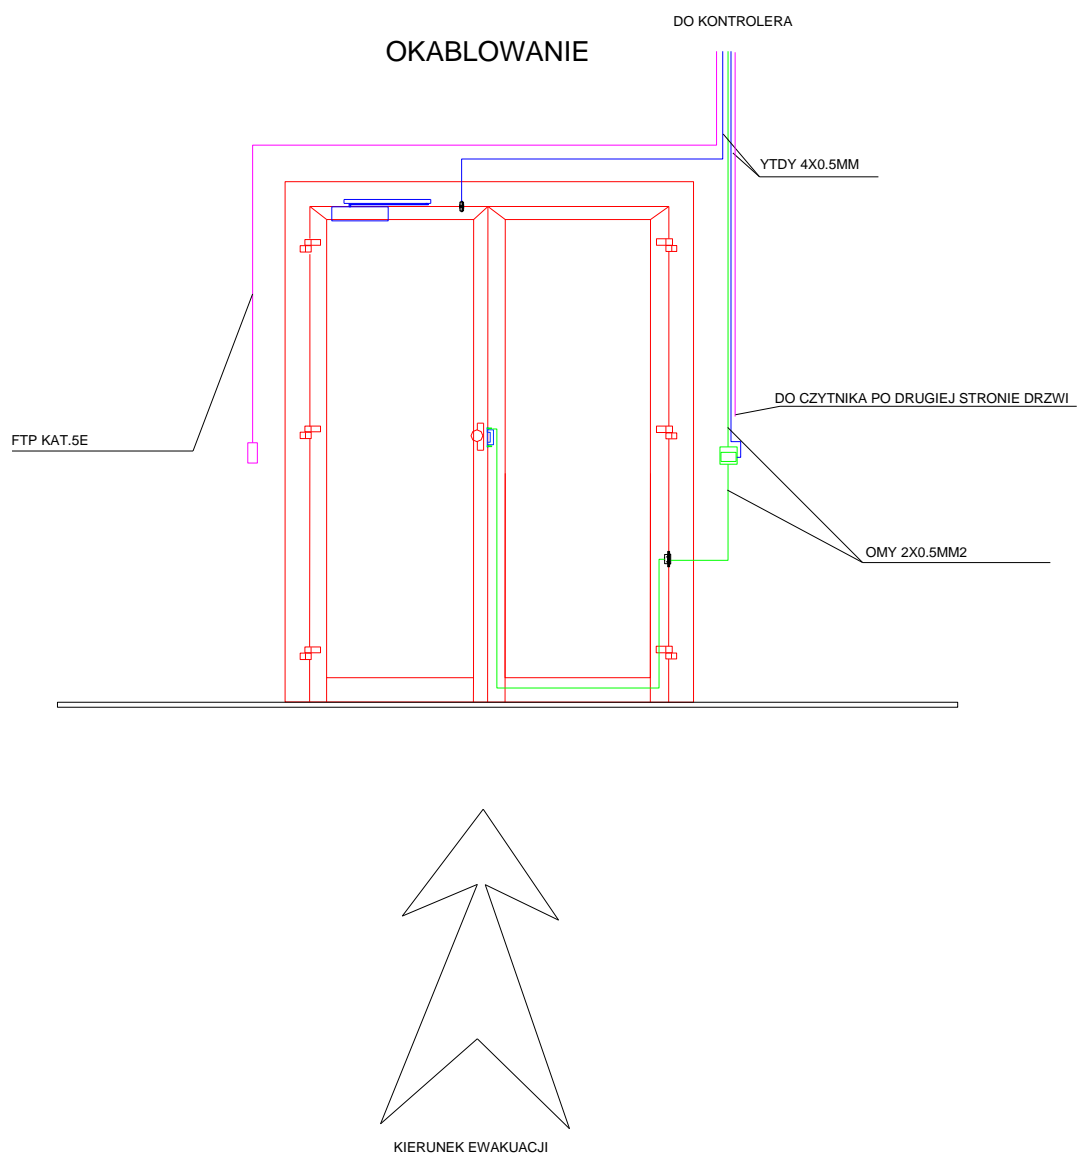 DO KONTROLERA
OKABLOWANIE
YTDY 4X0.5MM
DO CZYTNIKA PO DRUGIEJ STRONIE DRZWI
FTP KAT.5E
OMY 2X0.5MM2
KIERUNEK EWAKUACJI